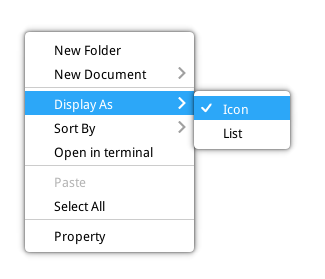 New Folder
New Document
Display As
Icon
List
Sort By
Open in terminal
Paste
Select All
Property